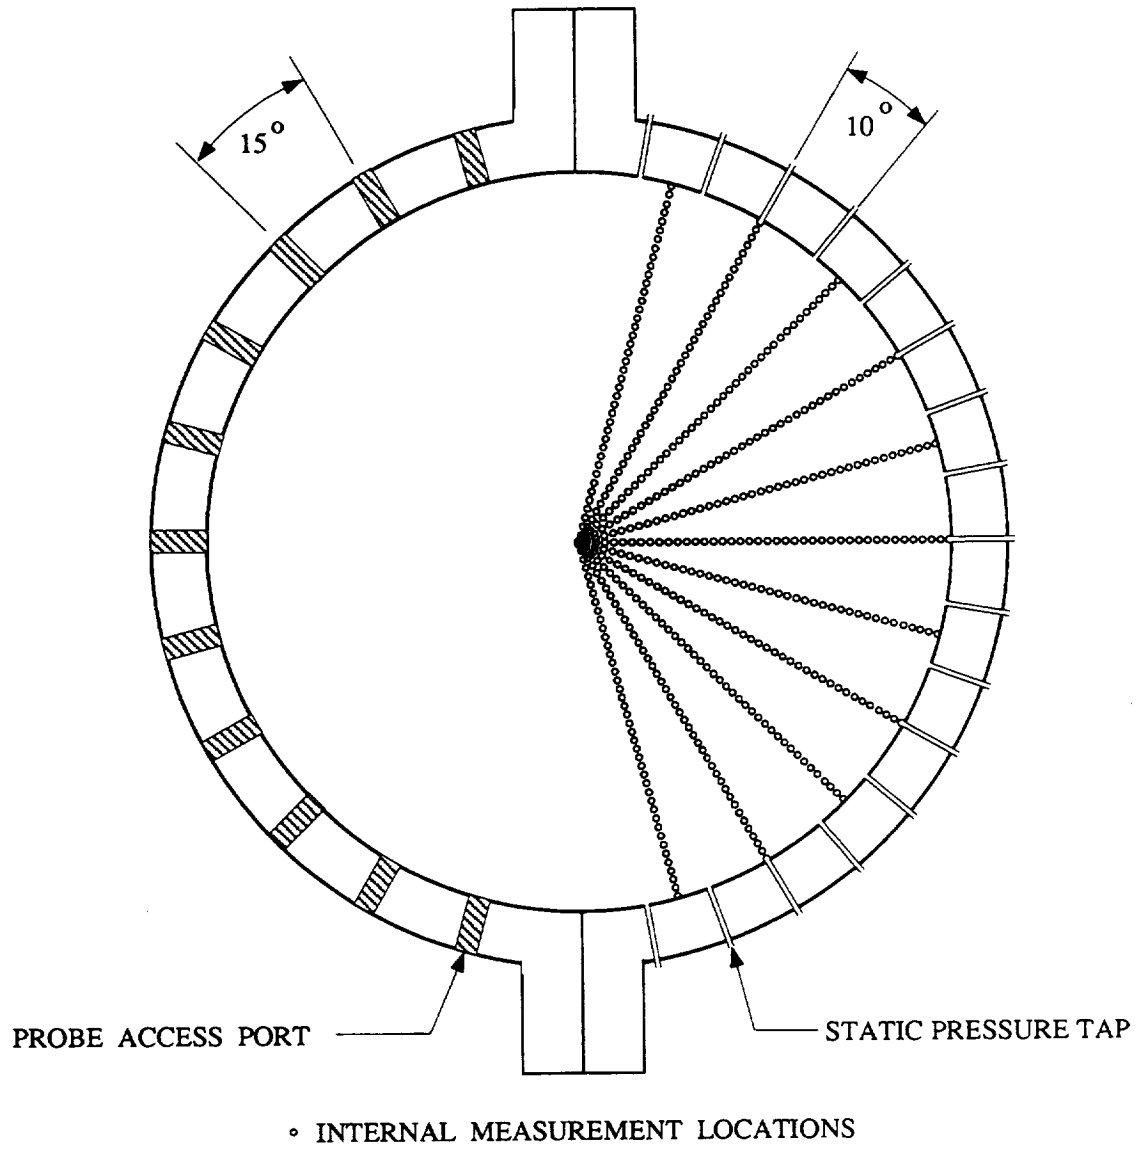 15°
10°
PROBE ACCESS PORT
STATIC PRESSURE TAP
∘ INTERNAL MEASUREMENT LOCATIONS